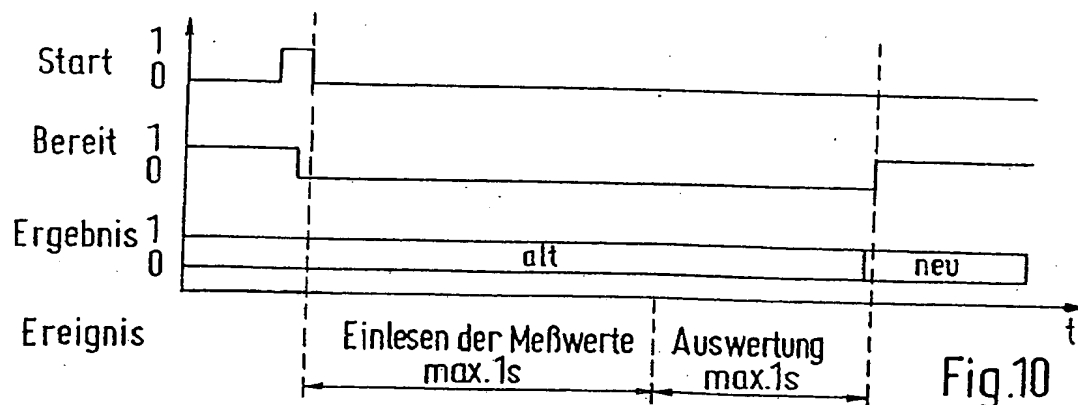 Start 1
0
Bereit 1
0
Ergebnis 1
0
alt
neu
t
Ereignis
Einlesen der Meßwerte
max.1s
Auswertung
max.1s
Fig.10